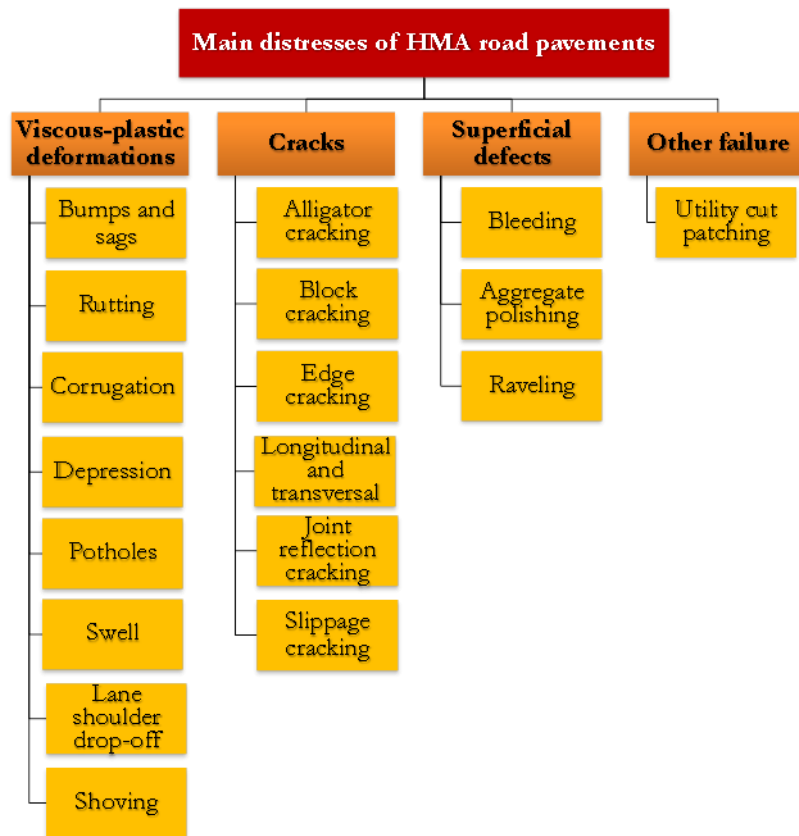 Main distresses of HMA road pavements
Viscous-plastic
deformations
Bumps and
sags
Rutting
Corrugation
Depression
Potholes
Swell
Lane
shoulder
drop-off
Shoving
Cracks
Alligator
cracking
Block
cracking
Edge
cracking
Longitudinal
and
transversal
Joint
reflection
cracking
Slippage
cracking
Superficial
defects
Bleeding
Aggregate
polishing
Raveling
Other failure
Utility cut
patching